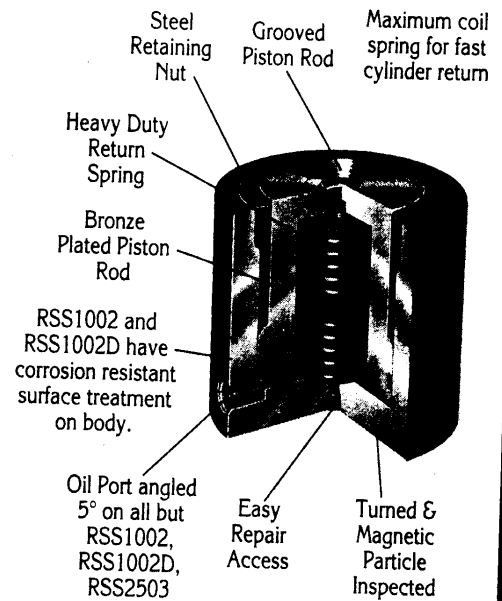 Steel
Retaining
Nut
Grooved
Piston Rod
Maximum coil
spring for fast
cylinder return
Heavy Duty
Return
Spring
Bronze
Plated Piston
Rod
RSS1002 and
RSS1002D have
corrosion resistant
surface treatment
on body.
Oil Port angled
5° on all but
RSS1002,
RSS1002D,
RSS2503
Easy
Repair
Access
Turned &
Magnetic
Particle
Inspected